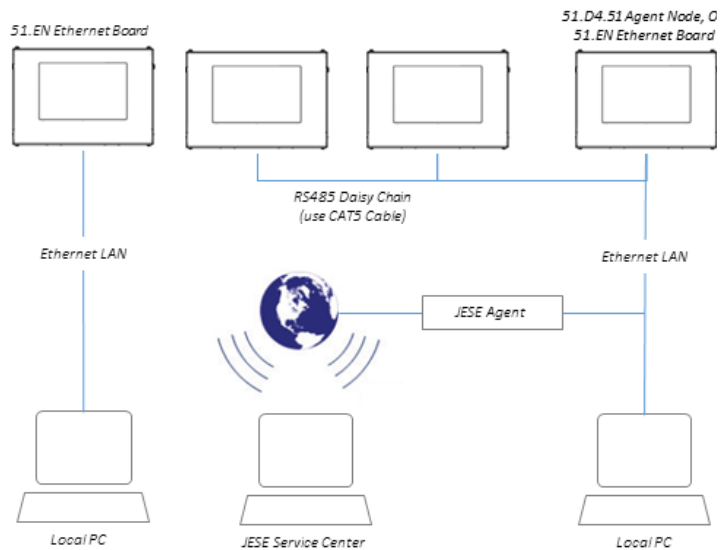 51.EN Ethernet Board
51.D4.51 Agent Node, O
51.EN Ethernet Board
RS485 Daisy Chain
(use CAT5 Cable)
Ethernet LAN
Ethernet LAN
JESE Agent
Local PC
JESE Service Center
Local PC